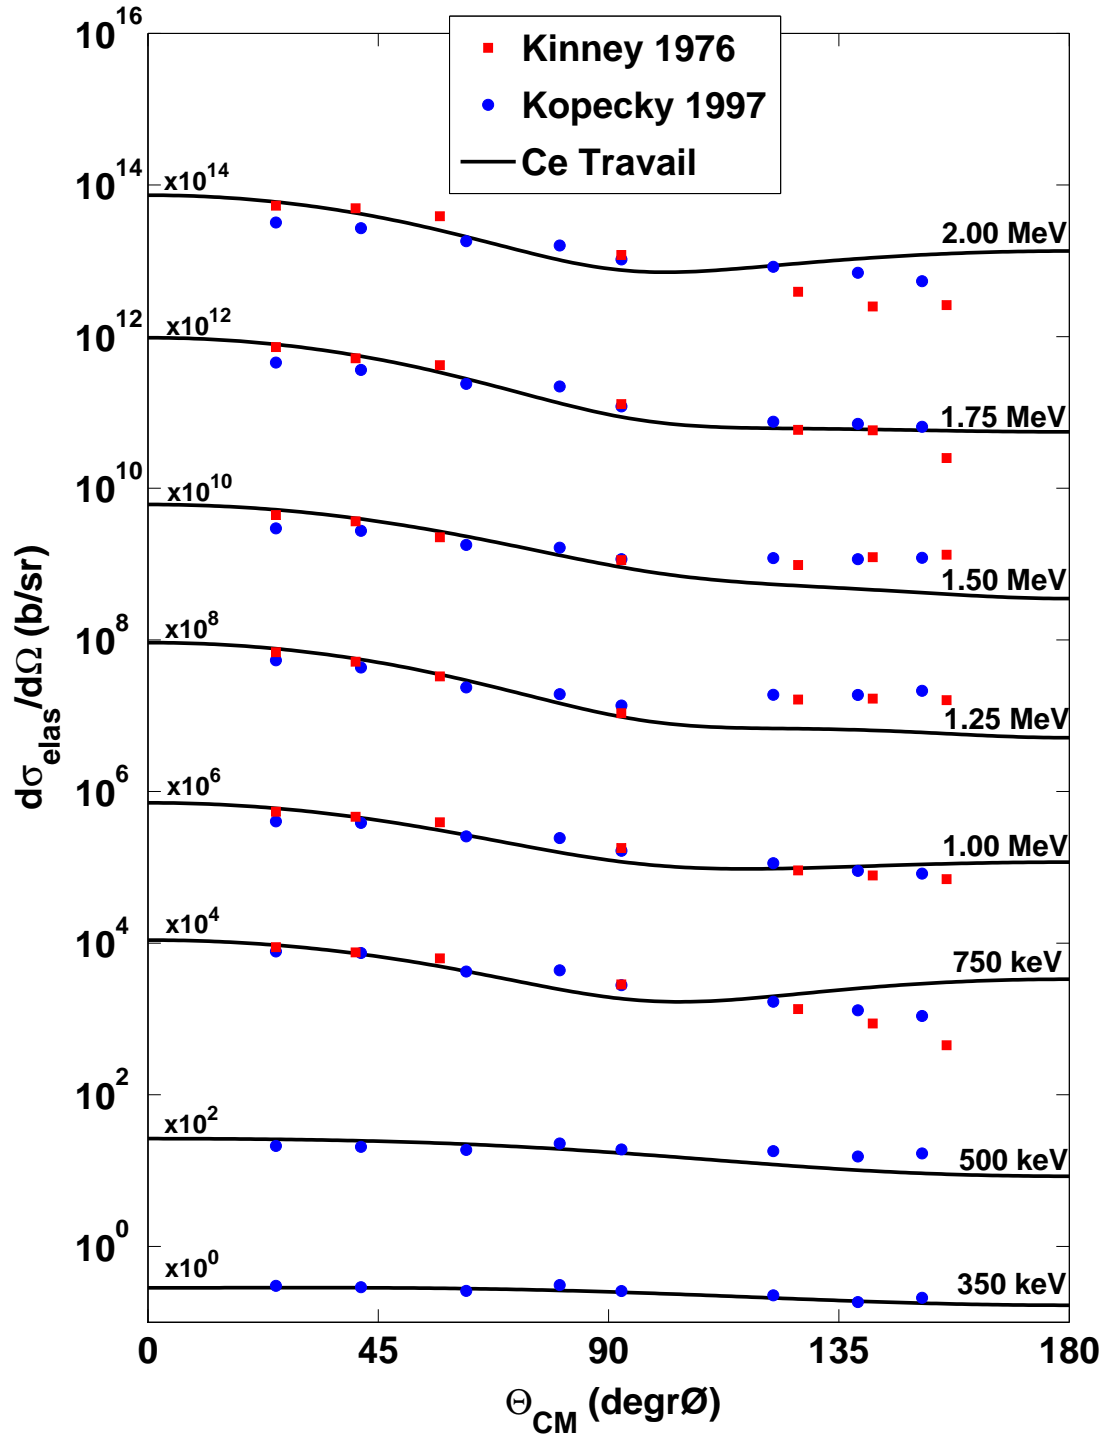 10^16
Kinney 1976
Kopecky 1997
Ce Travail
10^14
x10^14
2.00 MeV
10^12
x10^12
1.75 MeV
10^10
x10^10
1.50 MeV
10^8
x10^8
1.25 MeV
10^6
x10^6
1.00 MeV
10^4
x10^4
750 keV
10^2
x10^2
500 keV
10^0
x10^0
350 keV
dσ_elas/dΩ (b/sr)
0 45 90 135 180
Θ_CM (degrØ)